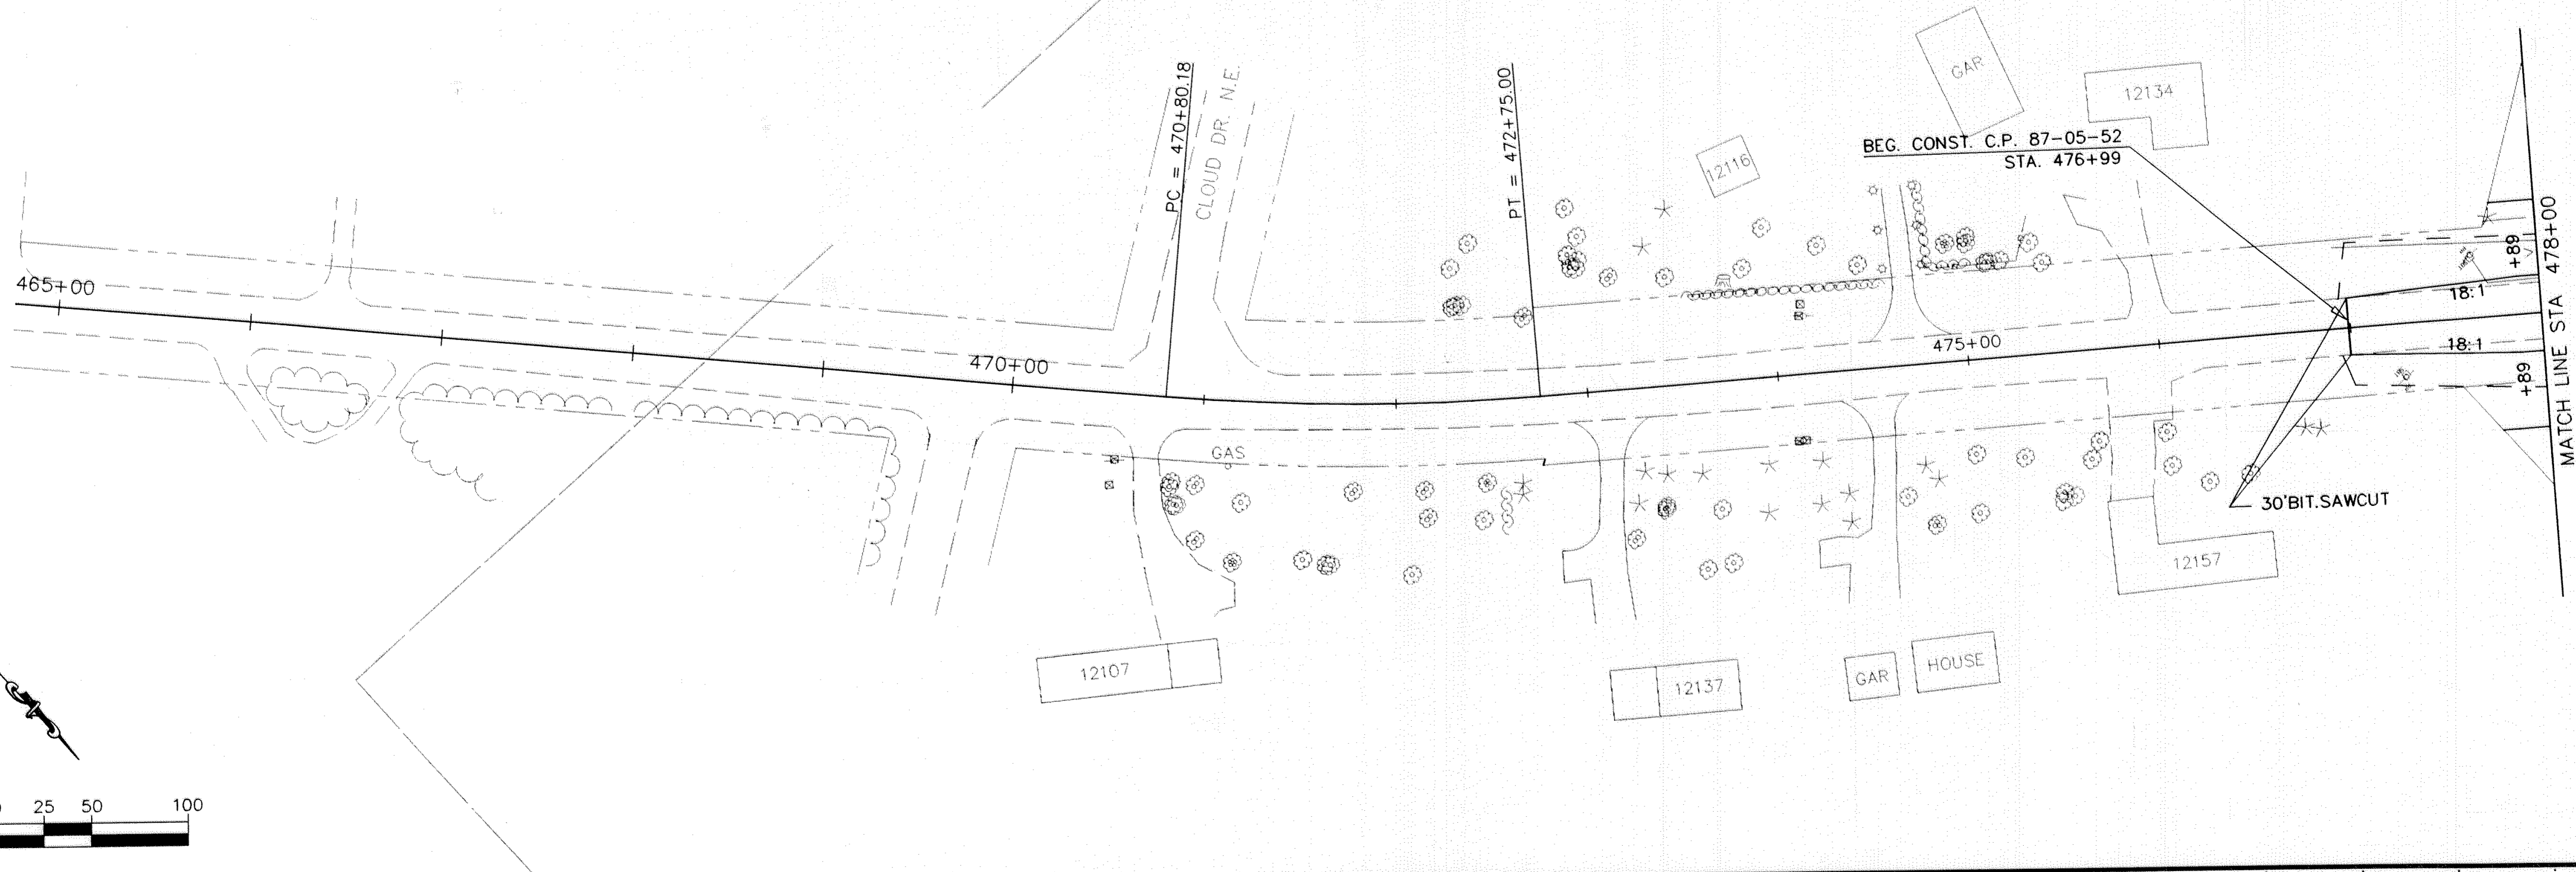 GAR
12134
BEG. CONST. C.P. 87-05-52
STA. 476+99
12116
PC = 470+80.18
CLOUD DR. N.E.
PT = 472+75.00
465+00
470+00
475+00
18:1
18:1
+89
+89
MATCH LINE STA 478+00
GAS
30'BIT.SAWCUT
12157
12107
12137
GAR
HOUSE
25 50 100